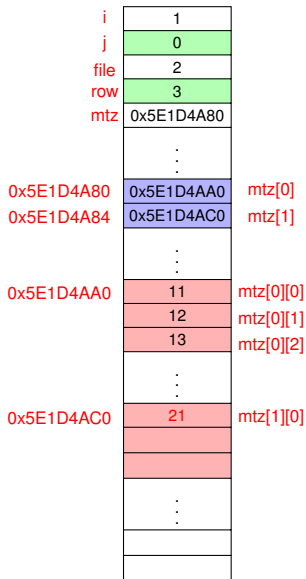 i 1
j 0
file 2
row 3
mtz 0x5E1D4A80
.
.
.
0x5E1D4A80 0x5E1D4AA0 mtz[0]
0x5E1D4A84 0x5E1D4AC0 mtz[1]
.
.
.
0x5E1D4AA0 11 mtz[0][0]
12 mtz[0][1]
13 mtz[0][2]
.
.
.
0x5E1D4AC0 21 mtz[1][0]
.
.
.